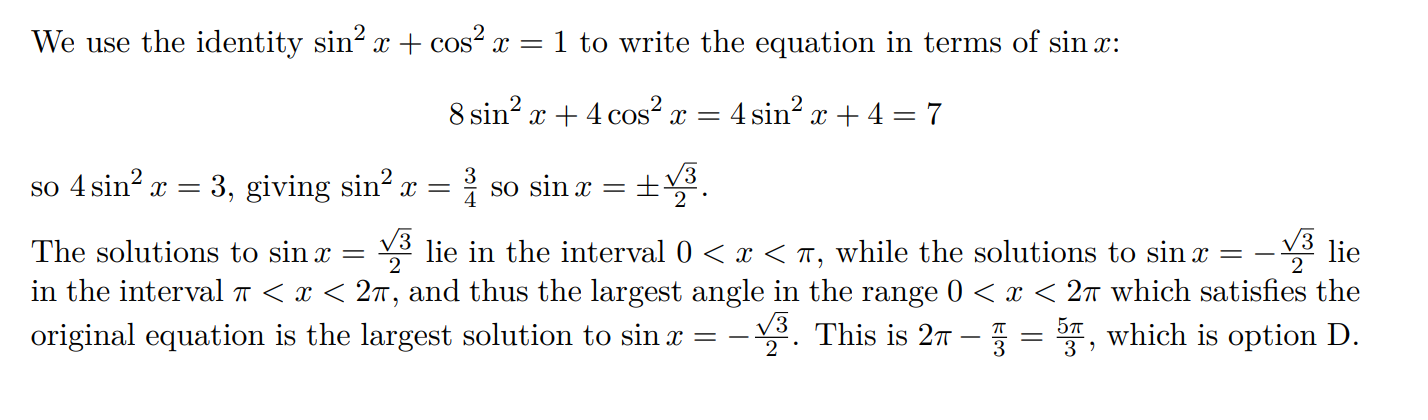 We use the identity sin² x + cos² x = 1 to write the equation in terms of sin x:
8 sin² x + 4 cos² x = 4 sin² x + 4 = 7
so 4 sin² x = 3, giving sin² x = 3/4 so sin x = ±√3/2.
The solutions to sin x = √3/2 lie in the interval 0 < x < π, while the solutions to sin x = −√3/2 lie
in the interval π < x < 2π, and thus the largest angle in the range 0 < x < 2π which satisfies the
original equation is the largest solution to sin x = −√3/2. This is 2π − π/3 = 5π/3, which is option D.